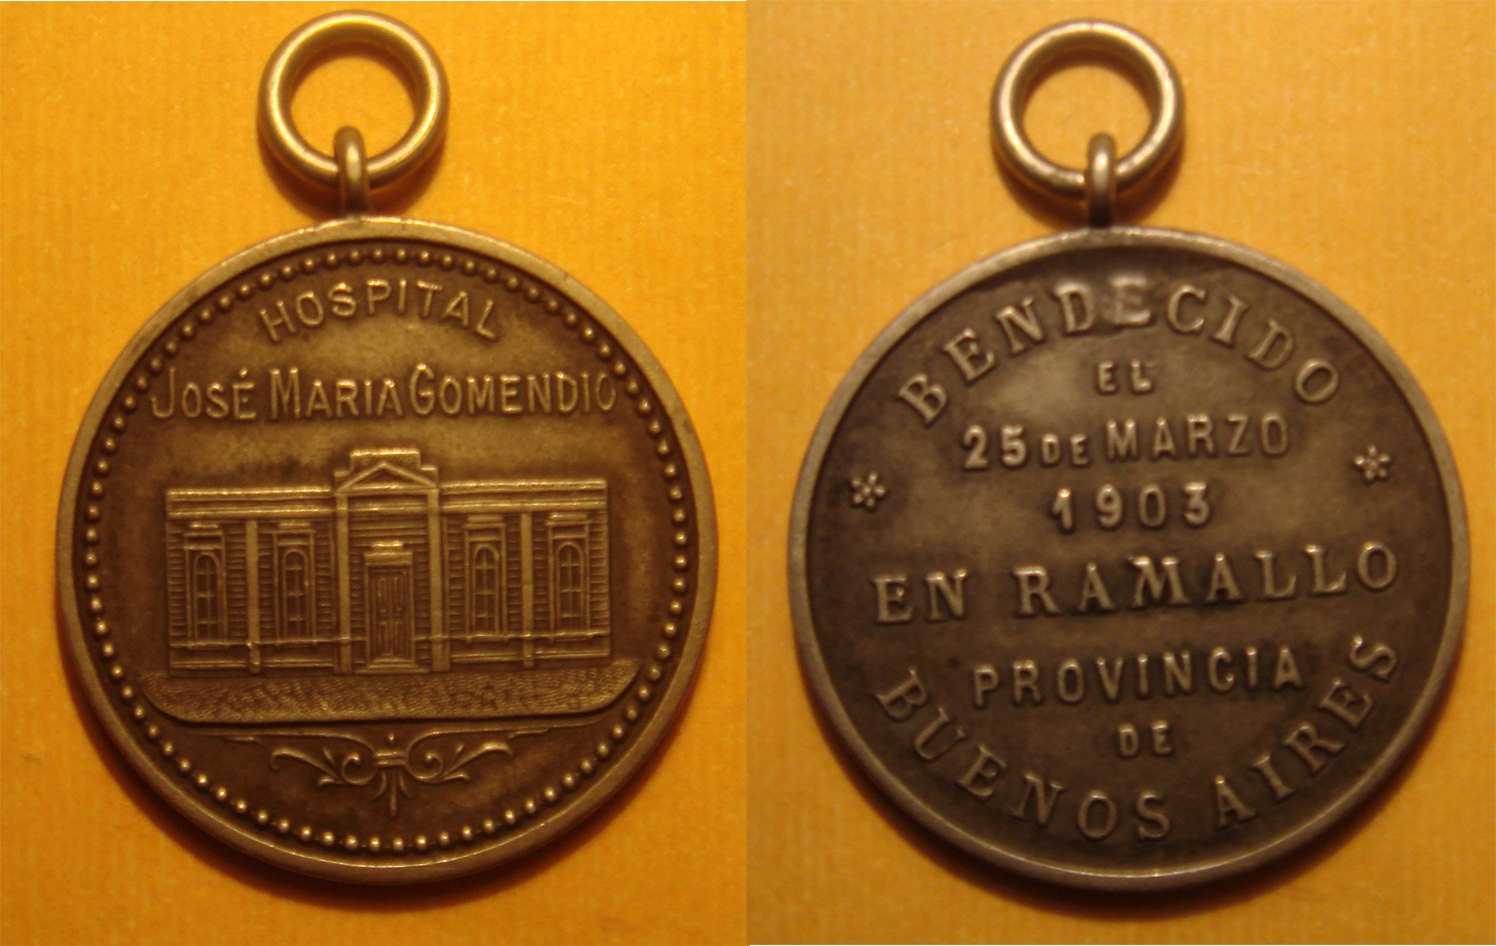 HOSPITAL
JOSÉ MARIA GOMENDIO
BENDECIDO
EL
25 DE MARZO
1903
EN RAMALLO
PROVINCIA
DE
BUENOS AIRES